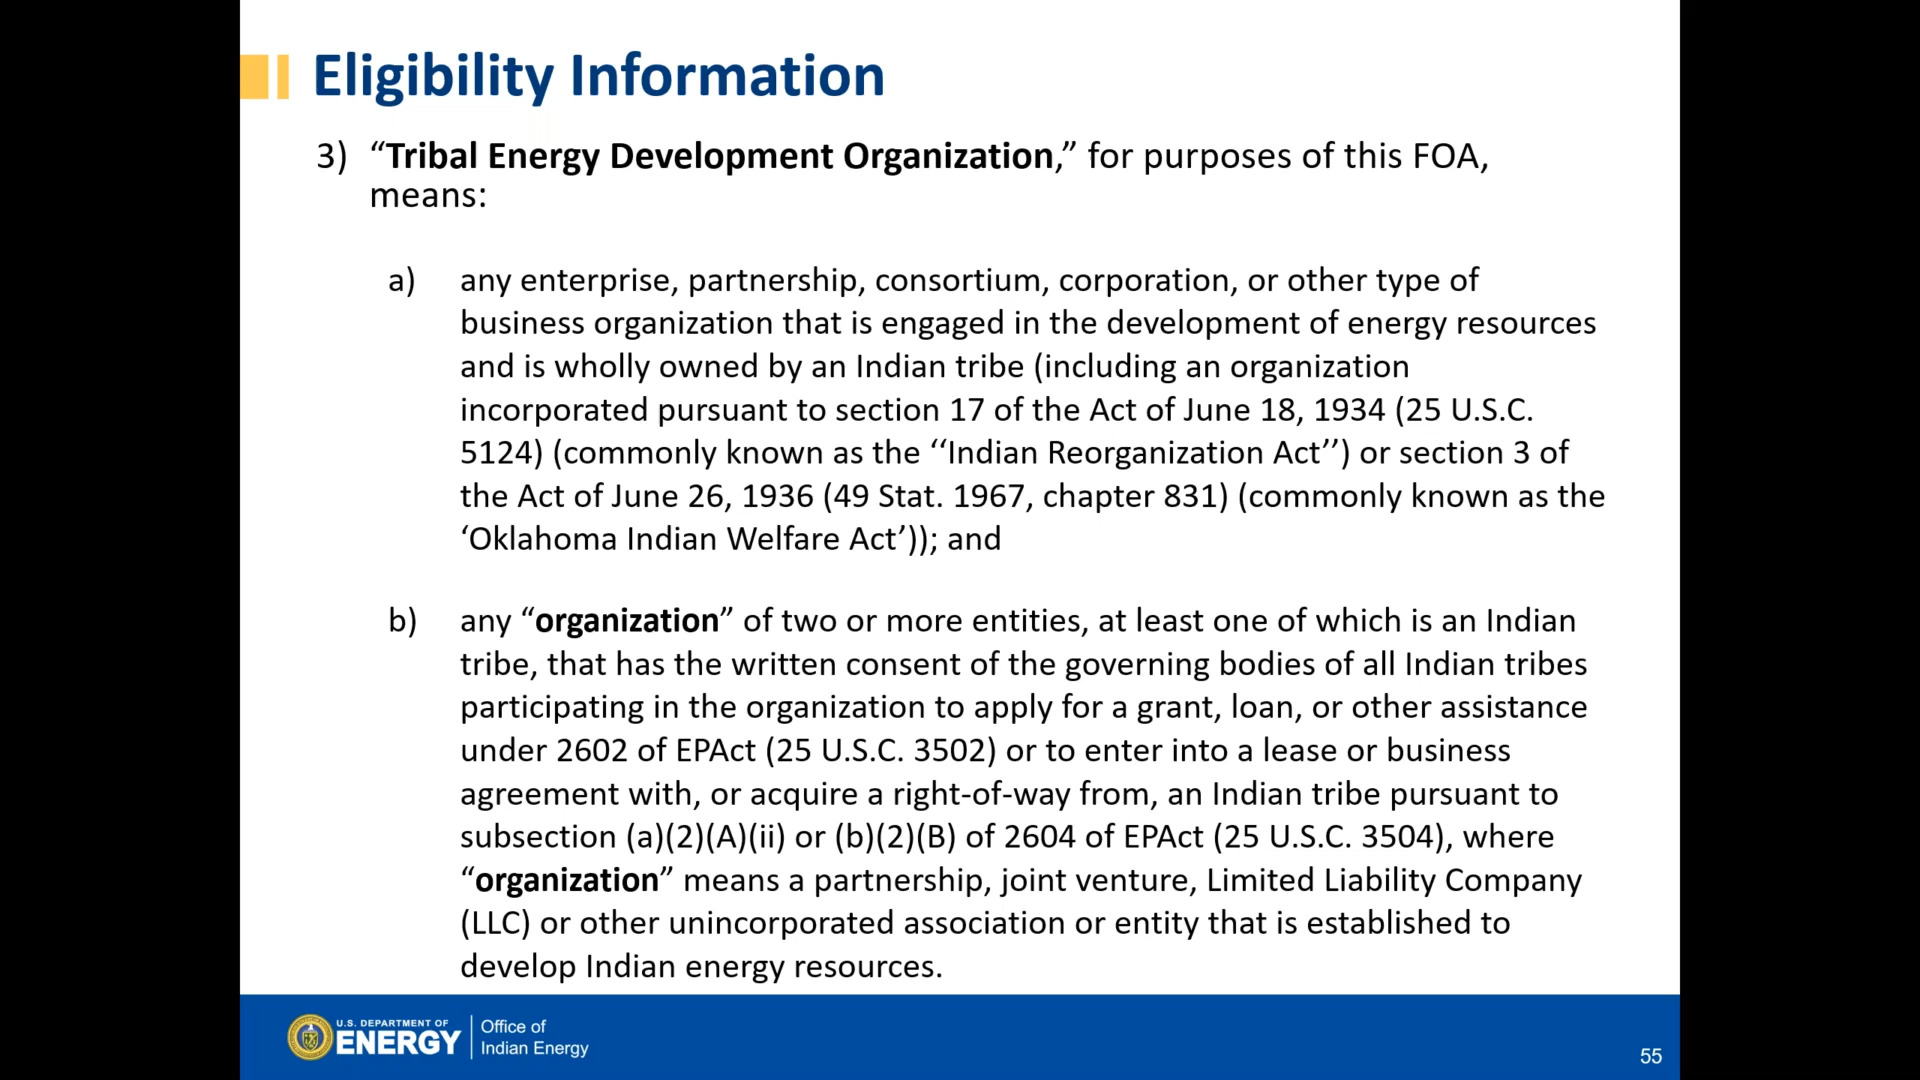 Eligibility Information
3) “Tribal Energy Development Organization,” for purposes of this FOA,
means:
a) any enterprise, partnership, consortium, corporation, or other type of
business organization that is engaged in the development of energy resources
and is wholly owned by an Indian tribe (including an organization
incorporated pursuant to section 17 of the Act of June 18, 1934 (25 U.S.C.
5124) (commonly known as the ‘‘Indian Reorganization Act’’) or section 3 of
the Act of June 26, 1936 (49 Stat. 1967, chapter 831) (commonly known as the
‘Oklahoma Indian Welfare Act’)); and
b) any “organization” of two or more entities, at least one of which is an Indian
tribe, that has the written consent of the governing bodies of all Indian tribes
participating in the organization to apply for a grant, loan, or other assistance
under 2602 of EPAct (25 U.S.C. 3502) or to enter into a lease or business
agreement with, or acquire a right-of-way from, an Indian tribe pursuant to
subsection (a)(2)(A)(ii) or (b)(2)(B) of 2604 of EPAct (25 U.S.C. 3504), where
“organization” means a partnership, joint venture, Limited Liability Company
(LLC) or other unincorporated association or entity that is established to
develop Indian energy resources.
U.S. DEPARTMENT OF
ENERGY
Office of
Indian Energy
55